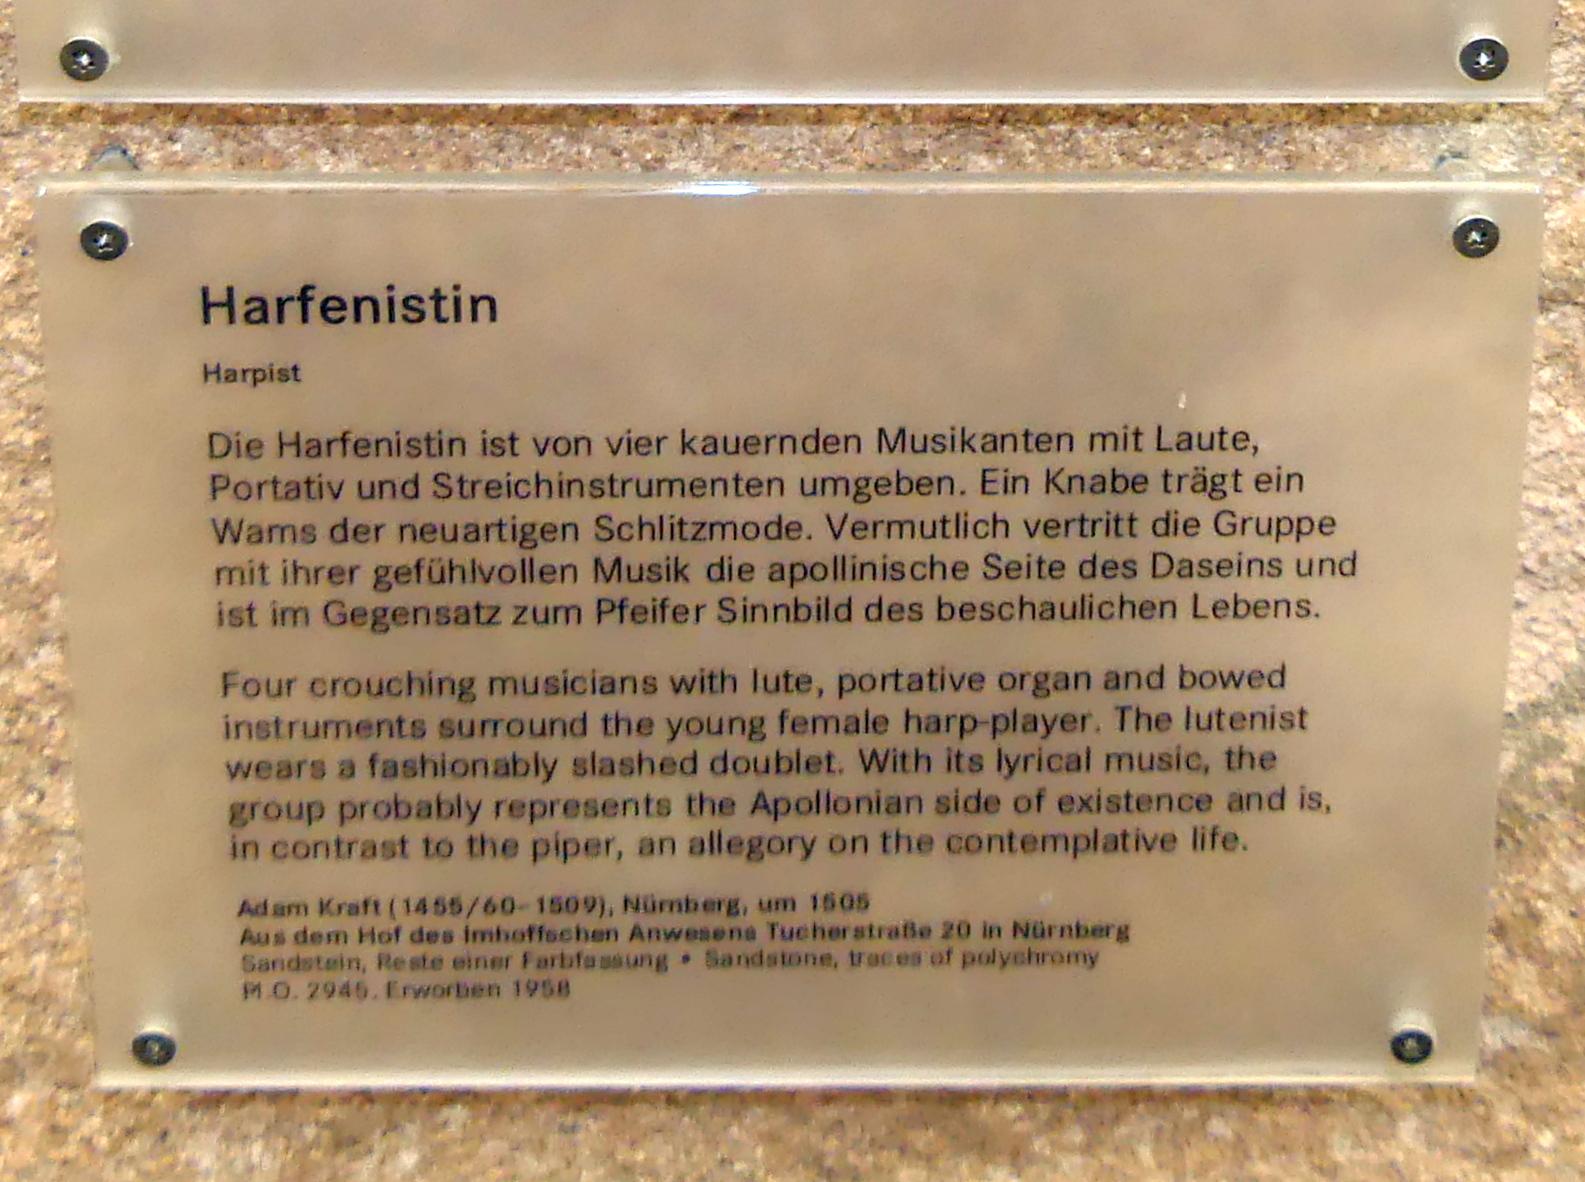 Harfenistin
Harpist
Die Harfenistin ist von vier kauernden Musikanten mit Laute,
Portativ und Streichinstrumenten umgeben. Ein Knabe trägt ein
Wams der neuartigen Schlitzmode. Vermutlich vertritt die Gruppe
mit ihrer gefühlvollen Musik die apollinische Seite des Daseins und
ist im Gegensatz zum Pfeifer Sinnbild des beschaulichen Lebens.
Four crouching musicians with lute, portative organ and bowed
instruments surround the young female harp-player. The lutenist
wears a fashionably slashed doublet. With its lyrical music, the
group probably represents the Apollonian side of existence and is,
in contrast to the piper, an allegory on the contemplative life.
Adam Kraft (1455/60-1509), Nürnberg, um 1505
Aus dem Hof des Imhoffschen Anwesens Tucherstraße 20 in Nürnberg
Sandstein, Reste einer Farbfassung • Sandstone, traces of polychromy
Pl.O. 2945. Erworben 1958